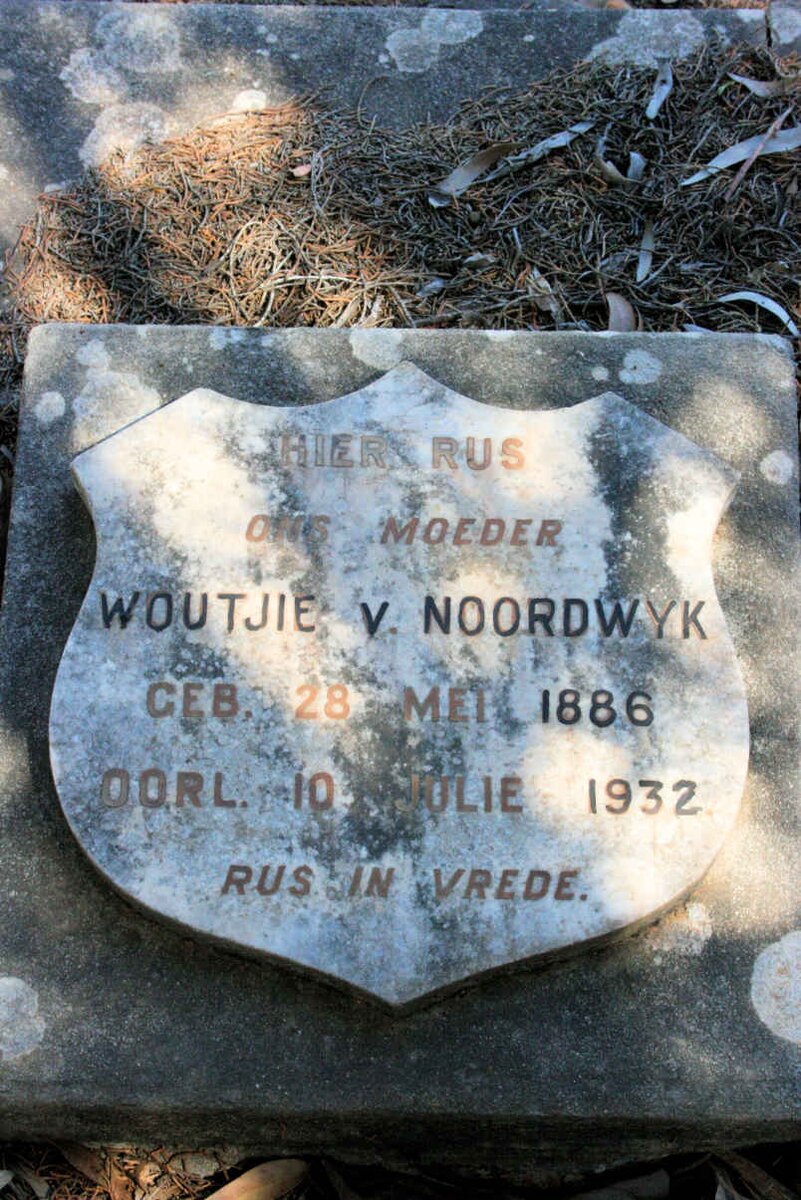 HIER RUS
ONS MOEDER
WOUTJIE V. NOORDWYK
GEB. 28 MEI 1886
OORL. 10 JULIE 1932
RUS IN VREDE.